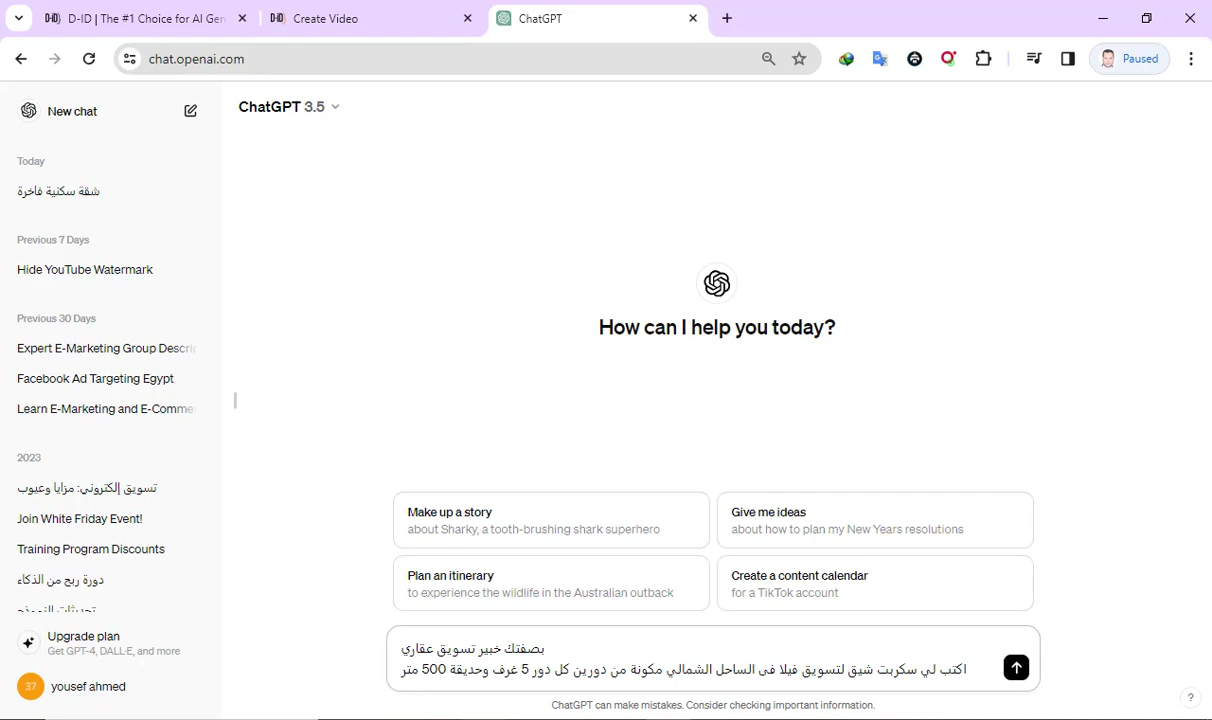 D-ID | The #1 Choice for AI Gen
Create Video
ChatGPT
chat.openai.com
Paused
New chat
ChatGPT 3.5
Today
شقة سكنية فاخرة
Previous 7 Days
Hide YouTube Watermark
Previous 30 Days
Expert E-Marketing Group Descri
Facebook Ad Targeting Egypt
Learn E-Marketing and E-Comme
2023
تسويق إلكتروني: مزايا وعيوب
Join White Friday Event!
Training Program Discounts
دورة ربح من الذكاء
تحديثات النموذج
Upgrade plan
Get GPT-4, DALL·E, and more
37
yousef ahmed
How can I help you today?
Make up a story
about Sharky, a tooth-brushing shark superhero
Give me ideas
about how to plan my New Years resolutions
Plan an itinerary
to experience the wildlife in the Australian outback
Create a content calendar
for a TikTok account
بصفتك خبير تسويق عقاري
اكتب لي سكربت شيق لتسويق فيلا فى الساحل الشمالي مكونة من دورين كل دور 5 غرف وحديقة 500 متر
ChatGPT can make mistakes. Consider checking important information.
?